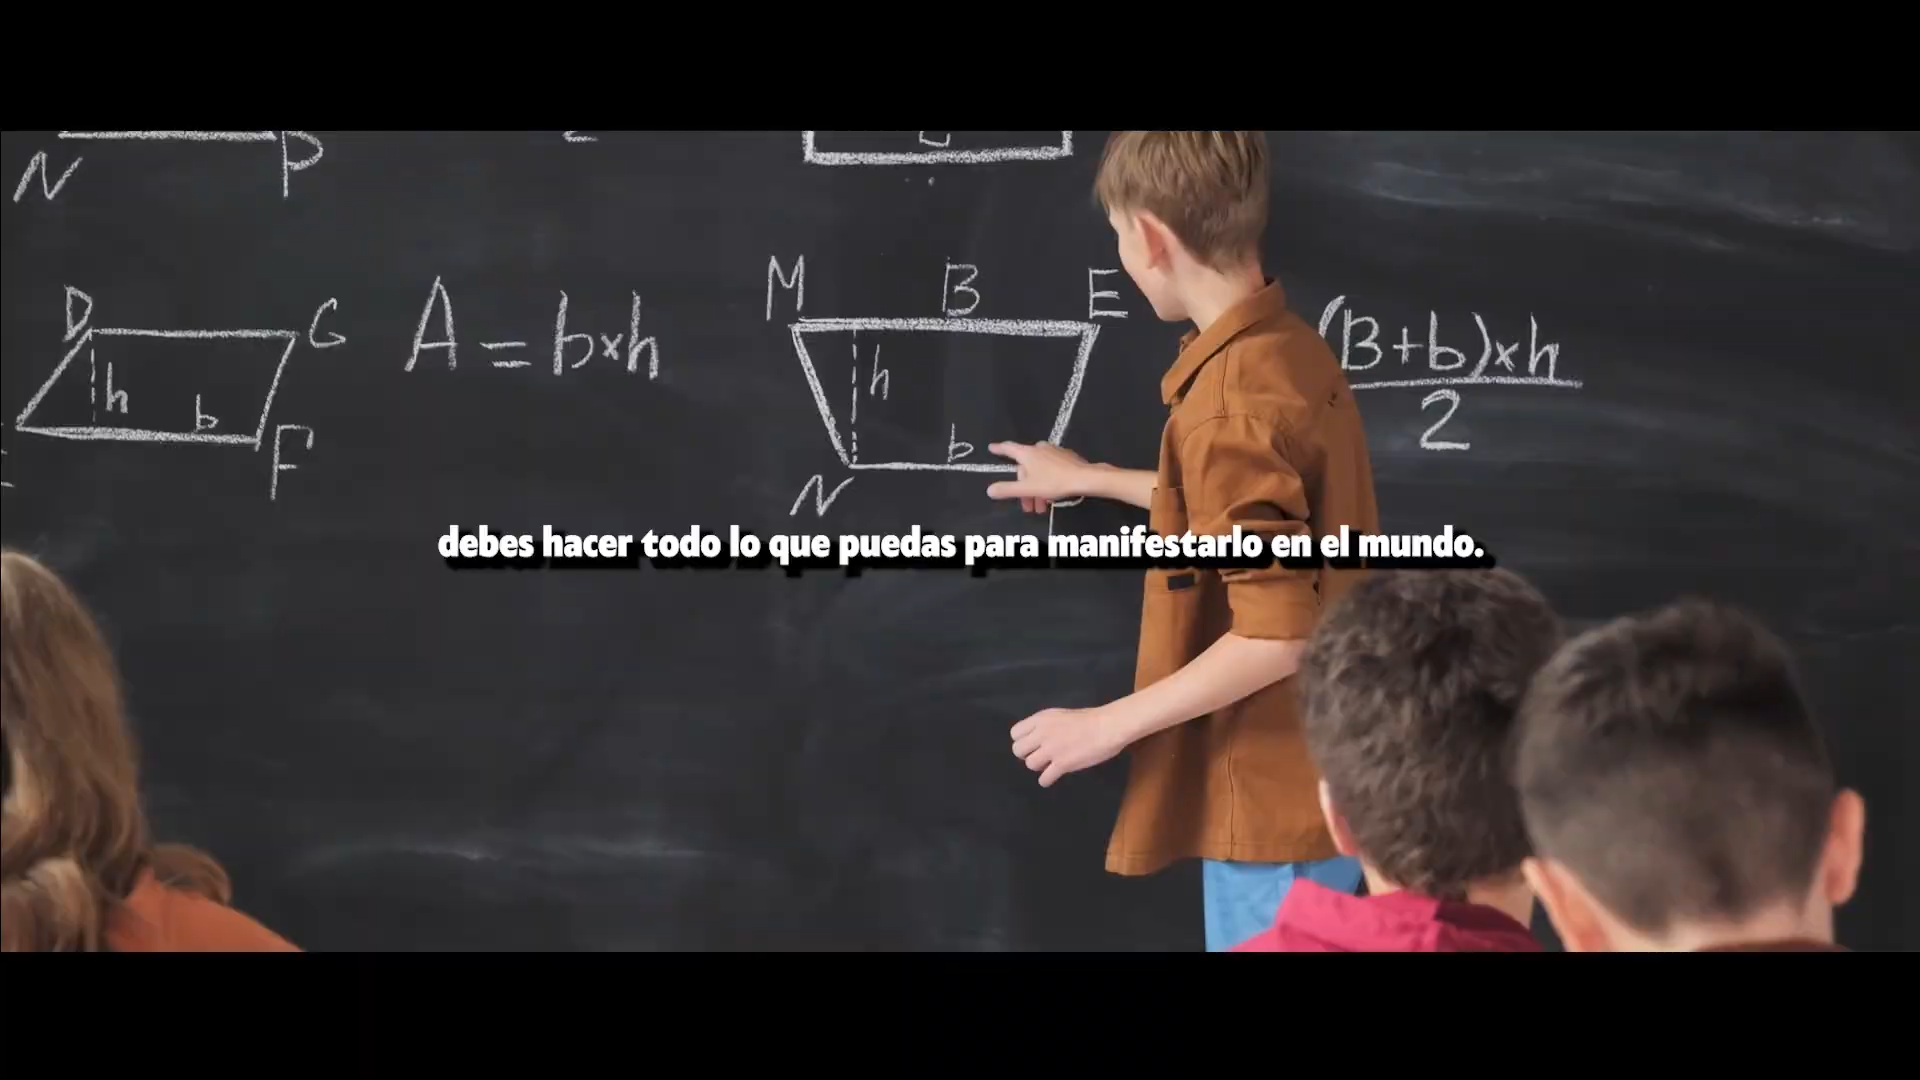 N P
D G
h b
F
A = b×h
M B E
h
b
N
(B+b)×h
2
debes hacer todo lo que puedas para manifestarlo en el mundo.